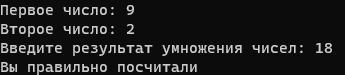 Первое число: 9
Второе число: 2
Введите результат умножения чисел: 18
Вы правильно посчитали